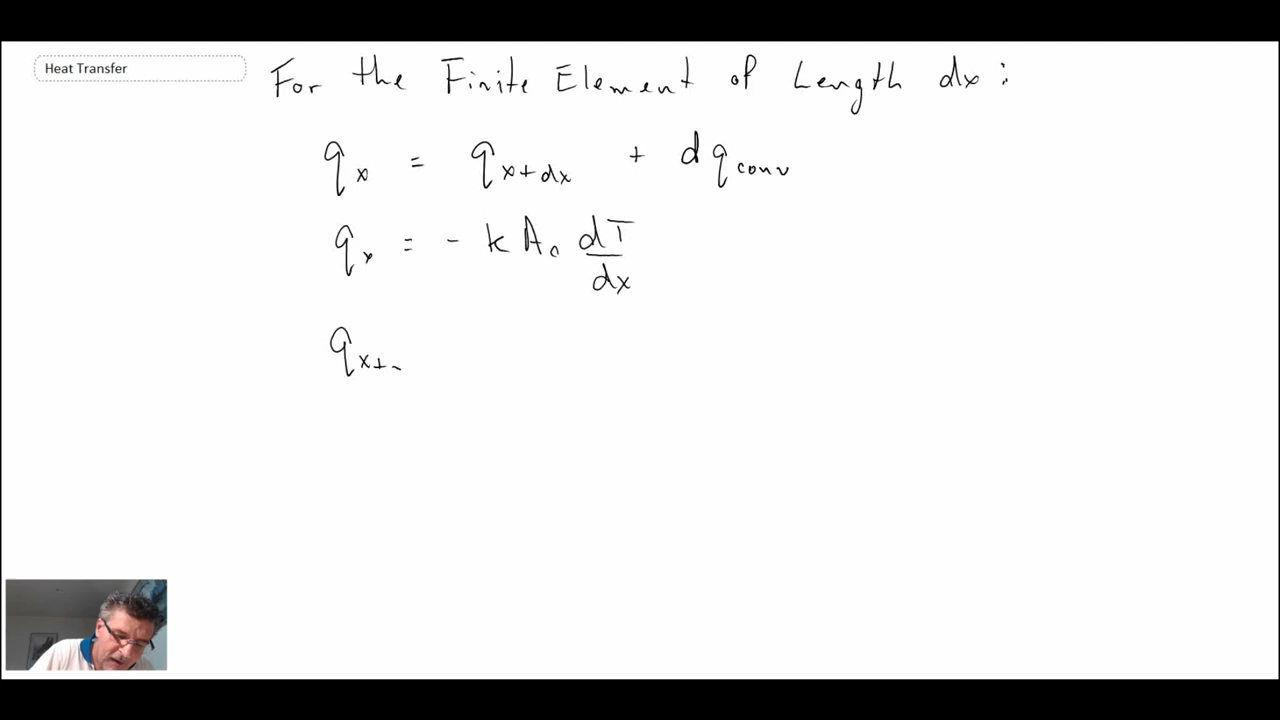 Heat Transfer
For the Finite Element of Length dx :
q_x = q_x+dx + dq_conv
q_x = - k A_c dT/dx
q_x+-